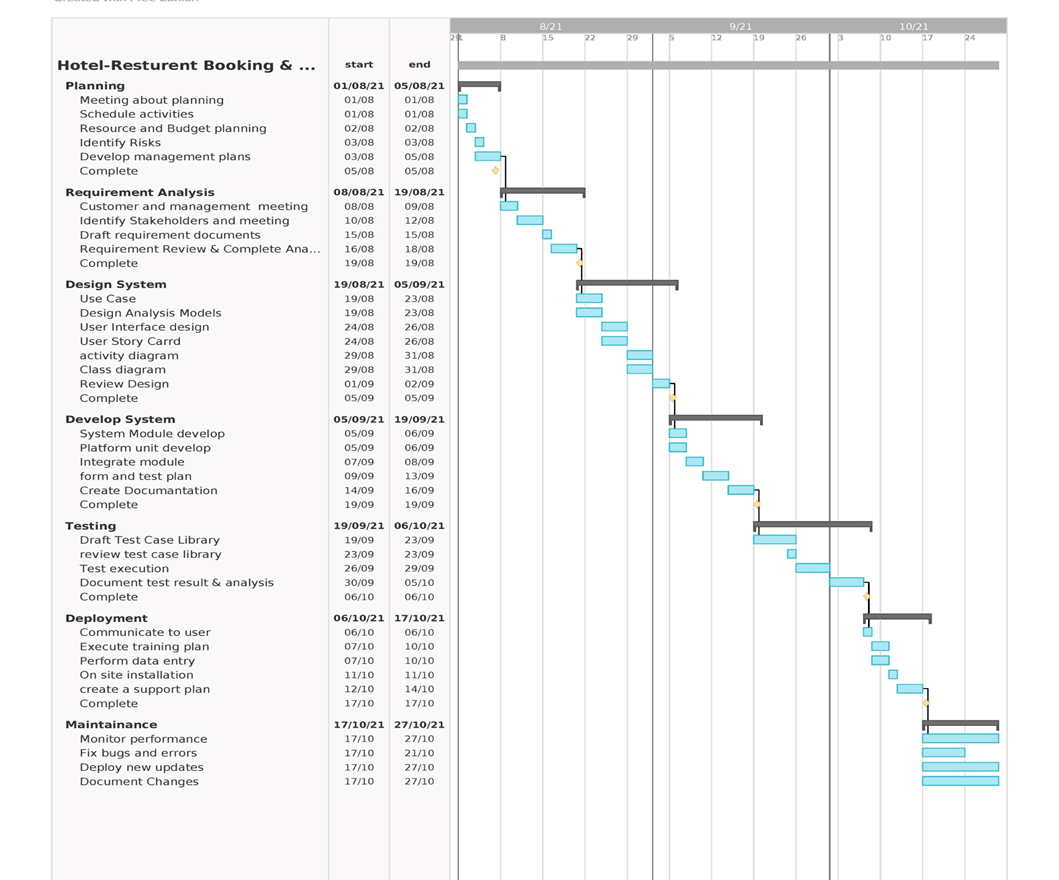 Created with Free Edition
8/21 9/21 10/21
29 1 8 15 22 29 5 12 19 26 3 10 17 24
Hotel-Resturent Booking & ... start end
Planning 01/08/21 05/08/21
Meeting about planning 01/08 01/08
Schedule activities 01/08 01/08
Resource and Budget planning 02/08 02/08
Identify Risks 03/08 03/08
Develop management plans 03/08 05/08
Complete 05/08 05/08
Requirement Analysis 08/08/21 19/08/21
Customer and management meeting 08/08 09/08
Identify Stakeholders and meeting 10/08 12/08
Draft requirement documents 15/08 15/08
Requirement Review & Complete Ana... 16/08 18/08
Complete 19/08 19/08
Design System 19/08/21 05/09/21
Use Case 19/08 23/08
Design Analysis Models 19/08 23/08
User Interface design 24/08 26/08
User Story Carrd 24/08 26/08
activity diagram 29/08 31/08
Class diagram 29/08 31/08
Review Design 01/09 02/09
Complete 05/09 05/09
Develop System 05/09/21 19/09/21
System Module develop 05/09 06/09
Platform unit develop 05/09 06/09
Integrate module 07/09 08/09
form and test plan 09/09 13/09
Create Documantation 14/09 16/09
Complete 19/09 19/09
Testing 19/09/21 06/10/21
Draft Test Case Library 19/09 23/09
review test case library 23/09 23/09
Test execution 26/09 29/09
Document test result & analysis 30/09 05/10
Complete 06/10 06/10
Deployment 06/10/21 17/10/21
Communicate to user 06/10 06/10
Execute training plan 07/10 10/10
Perform data entry 07/10 10/10
On site installation 11/10 11/10
create a support plan 12/10 14/10
Complete 17/10 17/10
Maintainance 17/10/21 27/10/21
Monitor performance 17/10 27/10
Fix bugs and errors 17/10 21/10
Deploy new updates 17/10 27/10
Document Changes 17/10 27/10